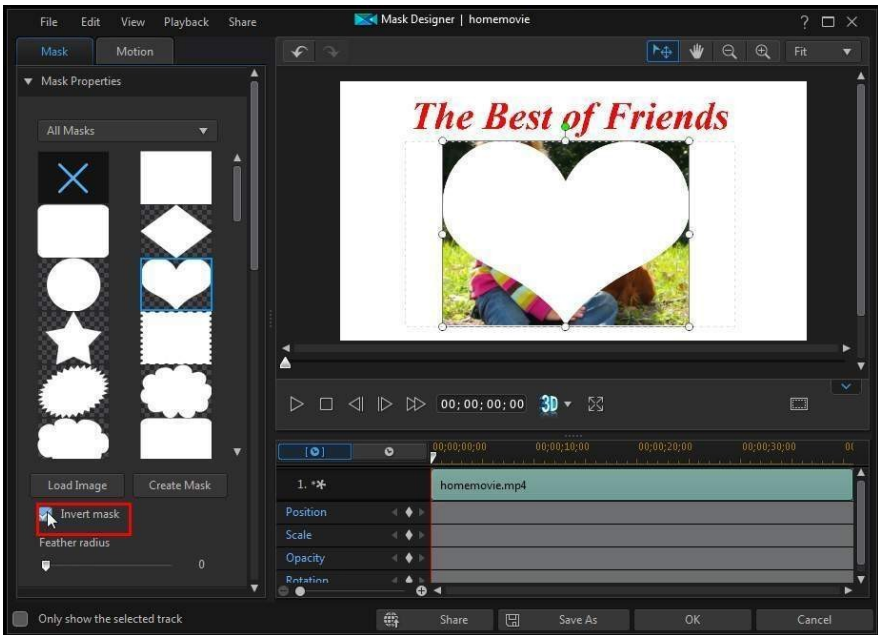 File Edit View Playback Share Mask Designer | homemovie ?
Mask Motion
Fit
Mask Properties
All Masks
The Best of Friends
00;00;00;00 3D
00;00;00;00 00;00;10;00 00;00;20;00 00;00;30;00 00
Load Image Create Mask
1. homemovie.mp4
Invert mask
Position
Feather radius
Scale
0
Opacity
Rotation
Only show the selected track Share Save As OK Cancel